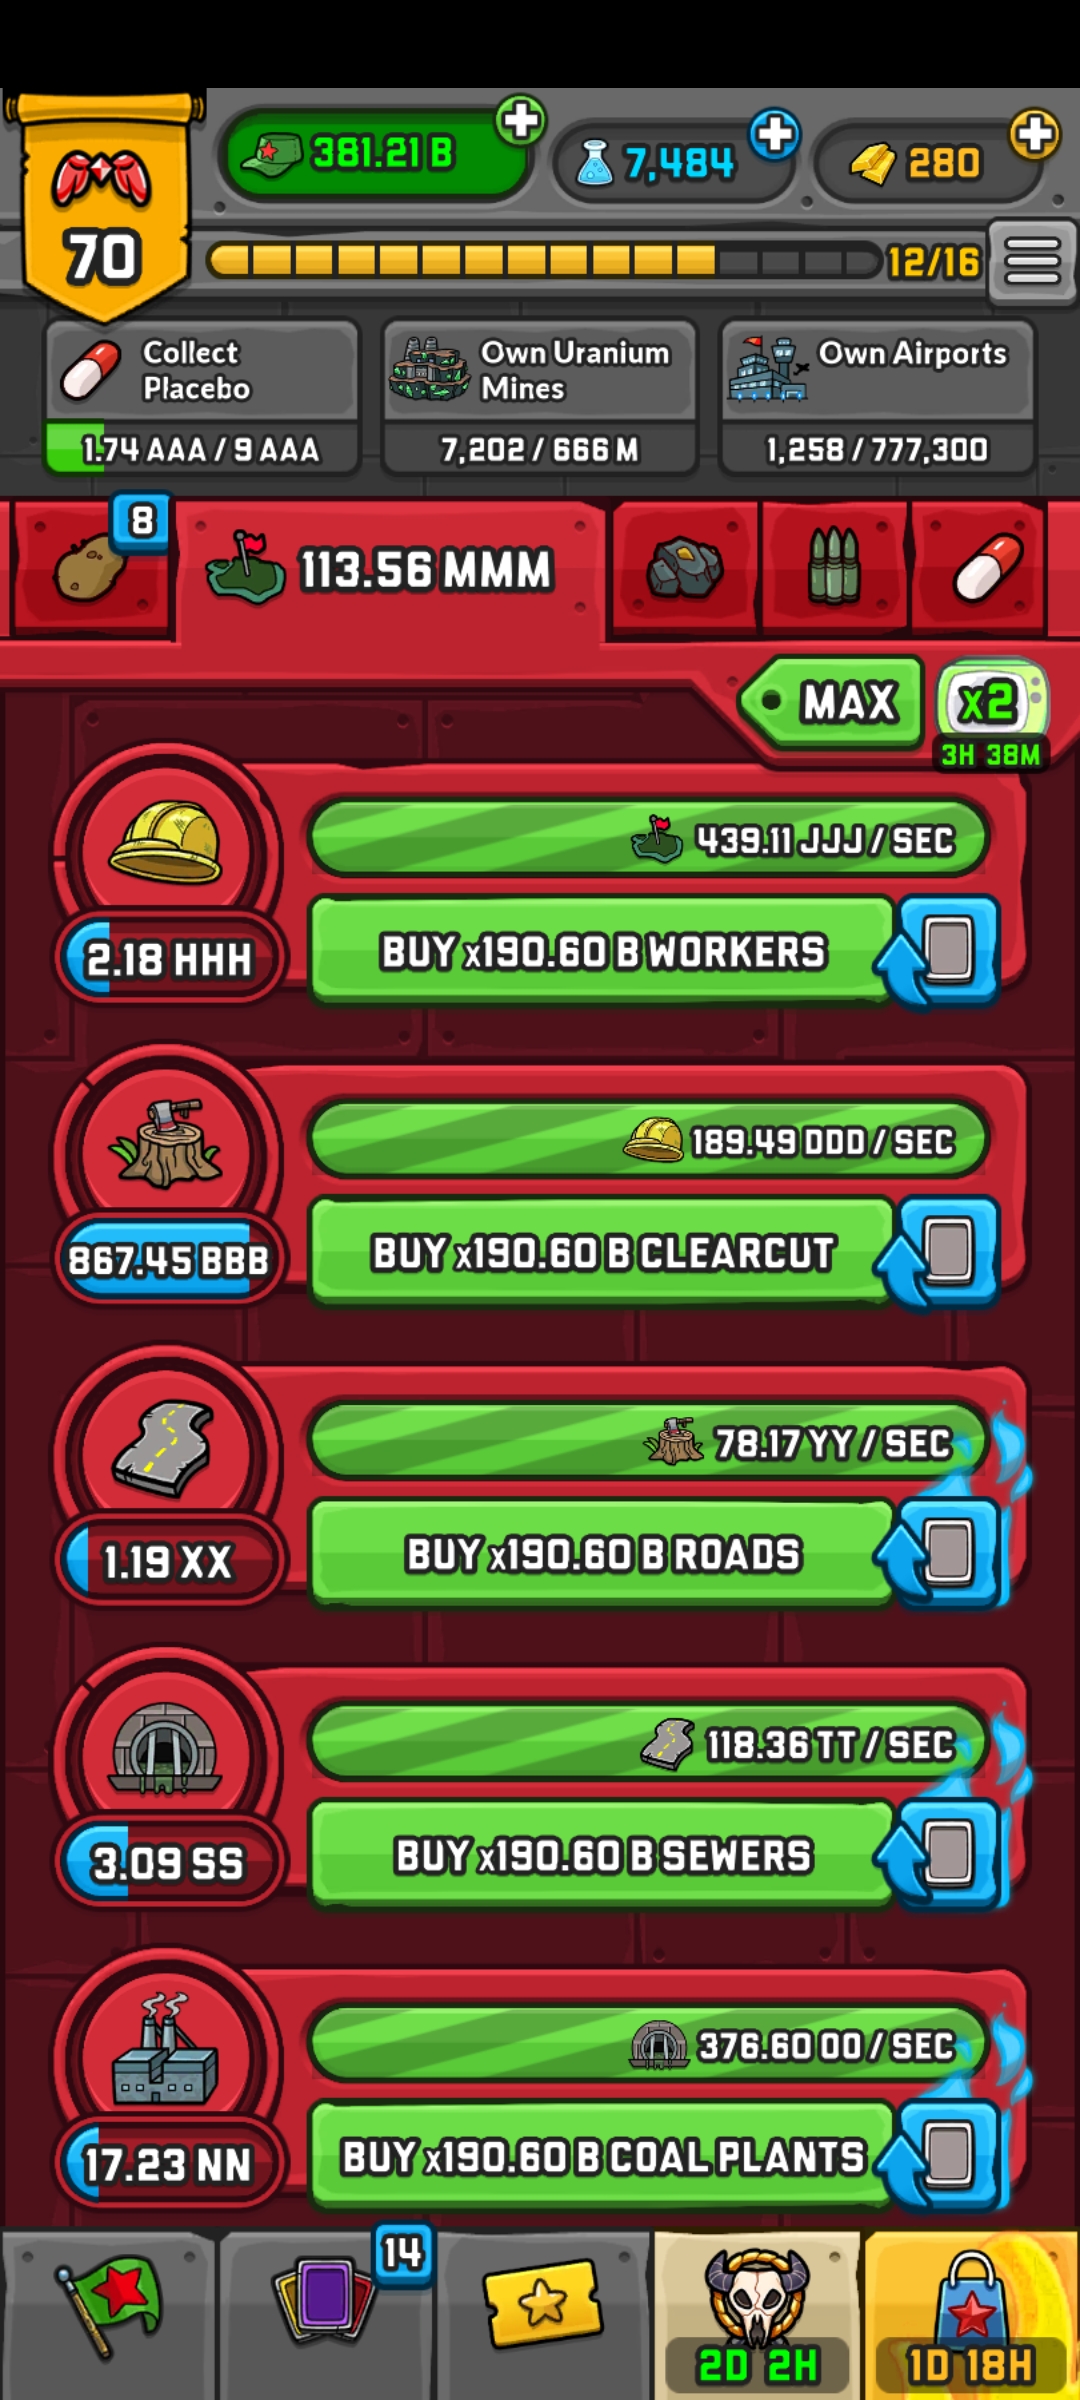 381.21 B
7,484
280
70
12/16
Collect
Placebo
Own Uranium
Mines
Own Airports
1.74 AAA / 9 AAA
7,202 / 666 M
1,258 / 777,300
8
113.56 MMM
MAX
x2
3H 38M
439.11 JJJ / SEC
2.18 HHH
BUY x190.60 B WORKERS
189.49 DDD / SEC
867.45 BBB
BUY x190.60 B CLEARCUT
78.17 YY / SEC
1.19 XX
BUY x190.60 B ROADS
118.36 TT / SEC
3.09 SS
BUY x190.60 B SEWERS
376.60 OO / SEC
17.23 NN
BUY x190.60 B COAL PLANTS
14
2D 2H
1D 18H